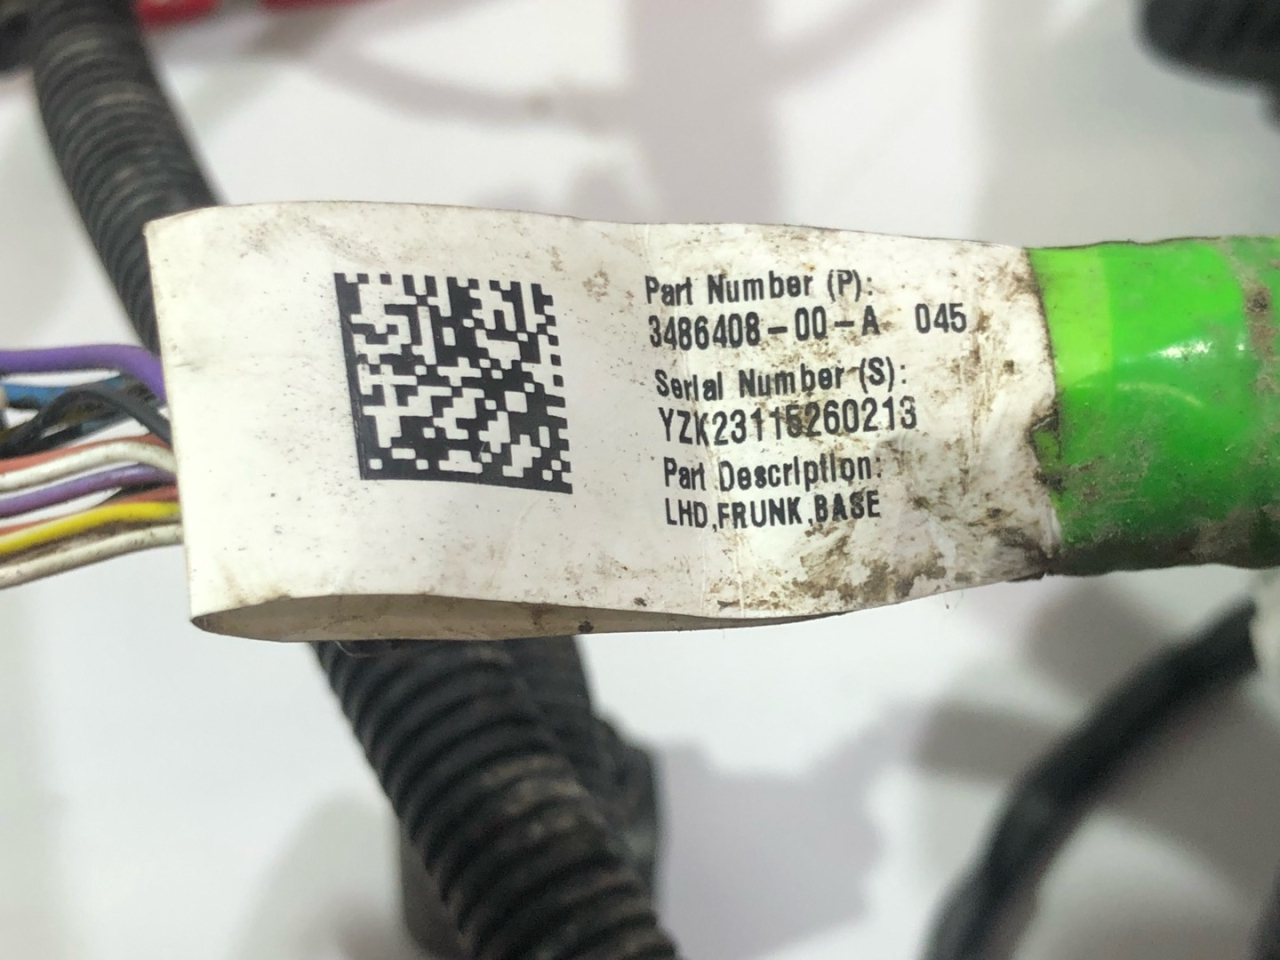 Part Number (P):
3486408-00-A 045
Serial Number (S):
YZK23115260213
Part Description:
LHD,FRUNK,BASE